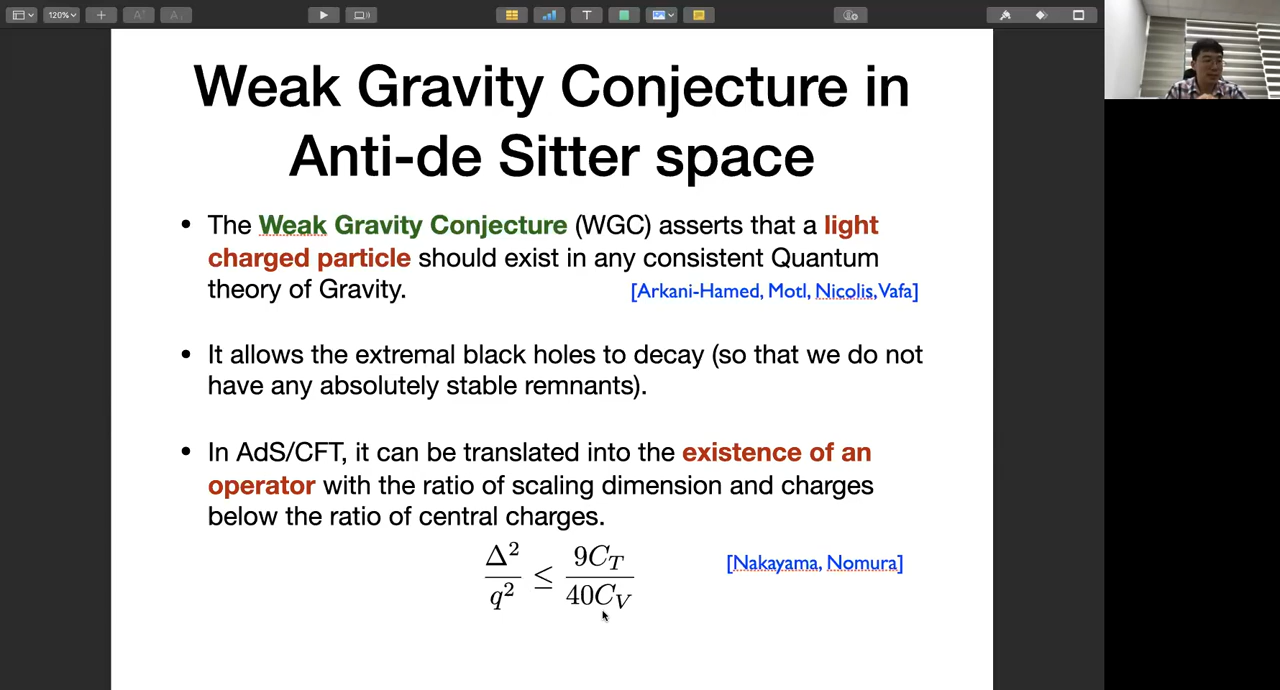 120%
Weak Gravity Conjecture in
Anti-de Sitter space
• The Weak Gravity Conjecture (WGC) asserts that a light
charged particle should exist in any consistent Quantum
theory of Gravity. [Arkani-Hamed, Motl, Nicolis,Vafa]
• It allows the extremal black holes to decay (so that we do not
have any absolutely stable remnants).
• In AdS/CFT, it can be translated into the existence of an
operator with the ratio of scaling dimension and charges
below the ratio of central charges.
Δ²/q² ≤ 9C_T/40C_V [Nakayama, Nomura]